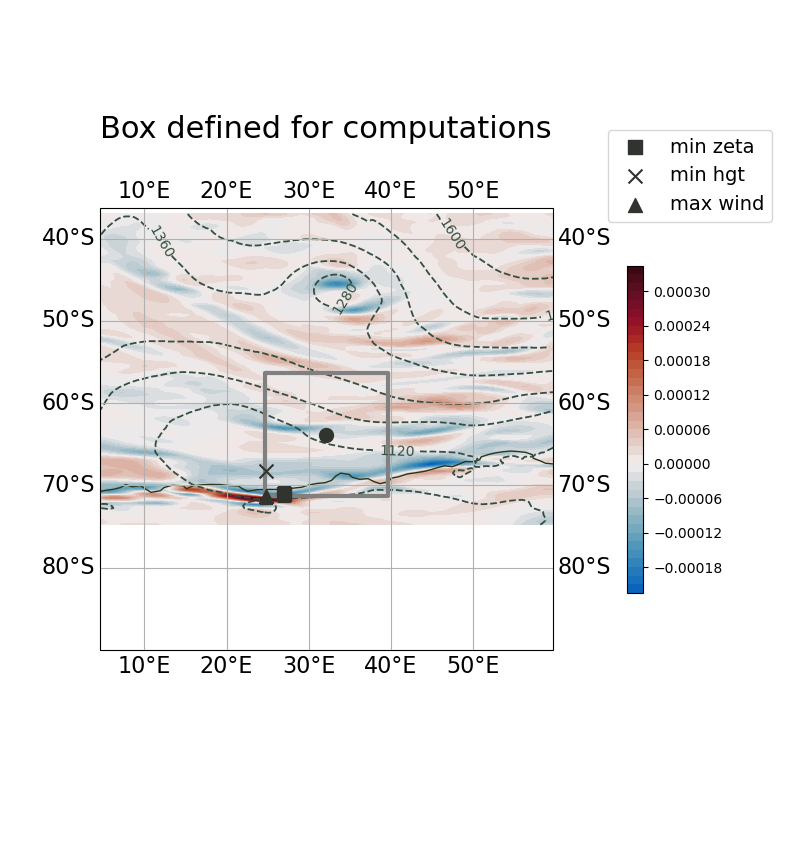 Box defined for computations
min zeta
min hgt
max wind
10°E 20°E 30°E 40°E 50°E
40°S 40°S
50°S 50°S
60°S 60°S
70°S 70°S
80°S 80°S
10°E 20°E 30°E 40°E 50°E
1360
1600
1280
1120
0.00030
0.00024
0.00018
0.00012
0.00006
0.00000
−0.00006
−0.00012
−0.00018